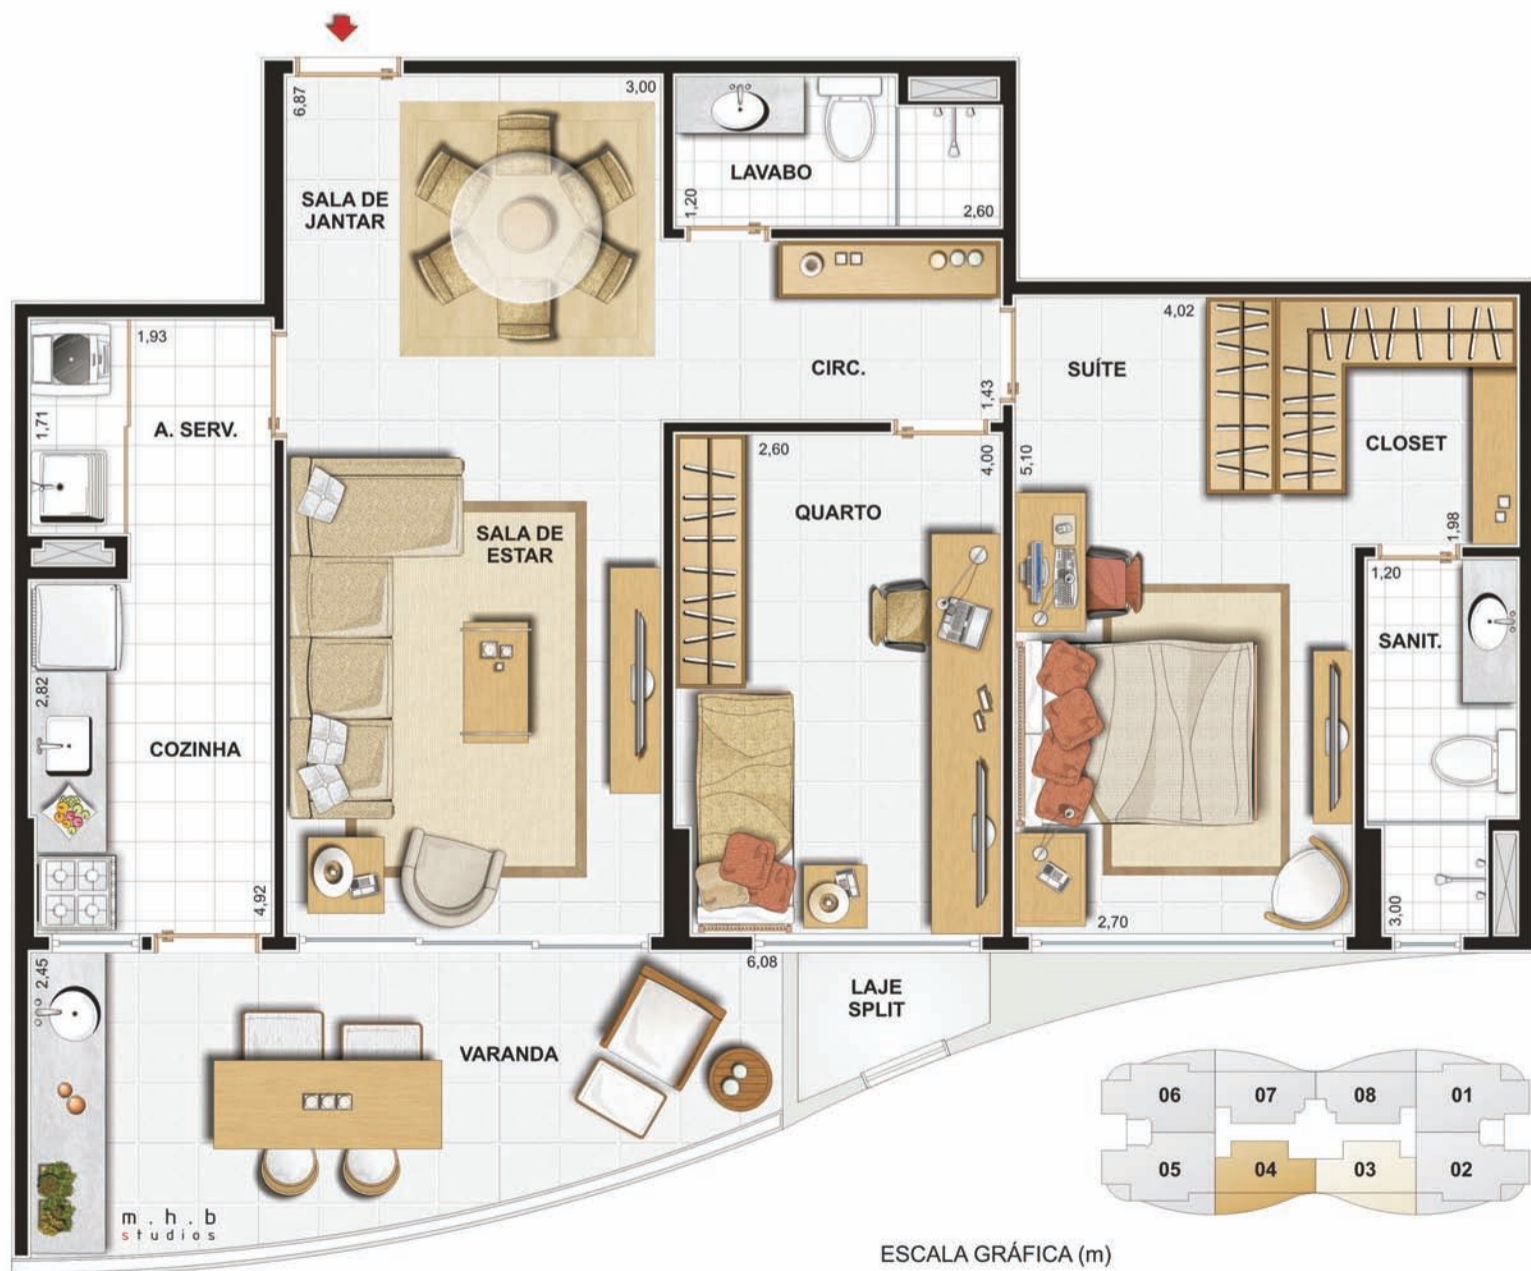 6,87
3,00
SALA DE
JANTAR
LAVABO
1,20
2,60
1,93
1,71
A. SERV.
CIRC.
1,43
4,02
SUÍTE
CLOSET
2,60
4,00
5,10
QUARTO
SALA DE
ESTAR
1,98
1,20
SANIT.
2,82
COZINHA
4,92
3,00
2,70
2,45
6,08
VARANDA
LAJE
SPLIT
06
07
08
01
05
04
03
02
m.h.b
studios
ESCALA GRÁFICA (m)